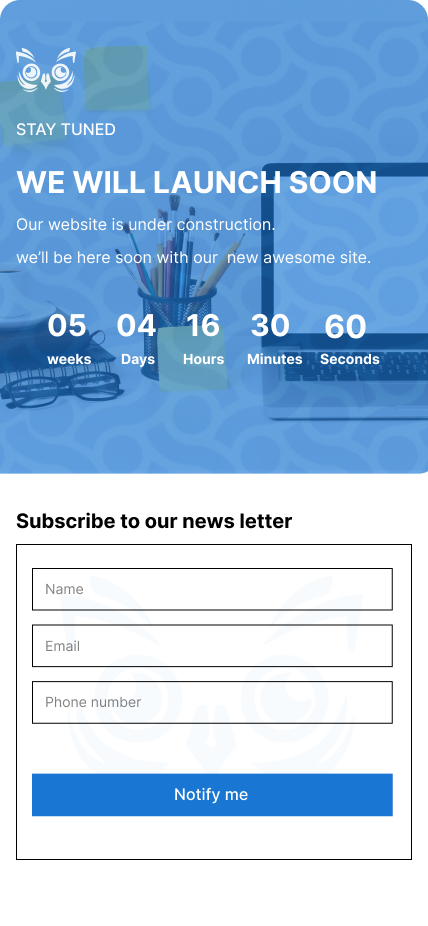 STAY TUNED
WE WILL LAUNCH SOON
Our website is under construction.
we'll be here soon with our  new awesome site.
05 04 16 30 60
weeks Days Hours Minutes Seconds
Subscribe to our news letter
Name
Email
Phone number
Notify me